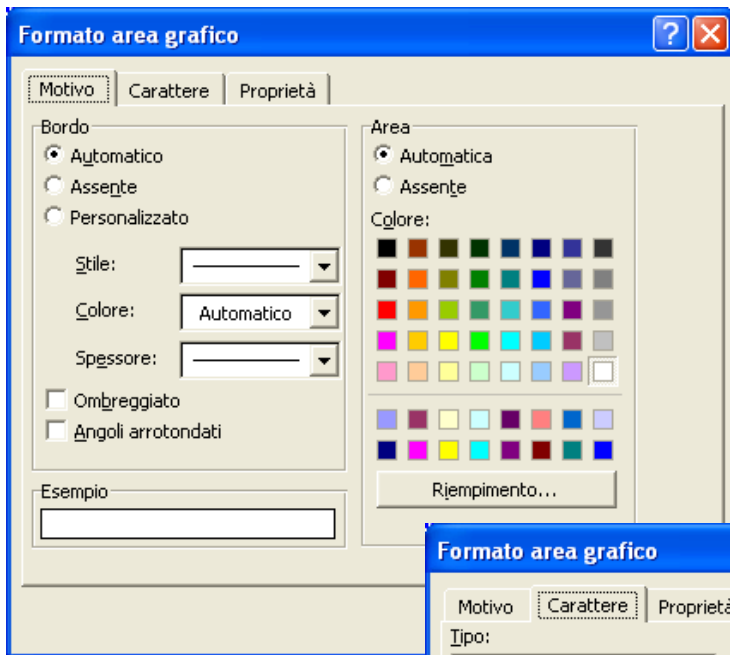 Formato area grafico
Motivo Carattere Proprietà
Bordo
Automatico
Assente
Personalizzato
Stile:
Colore: Automatico
Spessore:
Ombreggiato
Angoli arrotondati
Esempio
Area
Automatica
Assente
Colore:
Riempimento...
Formato area grafico
Motivo Carattere Proprietà
Tipo: